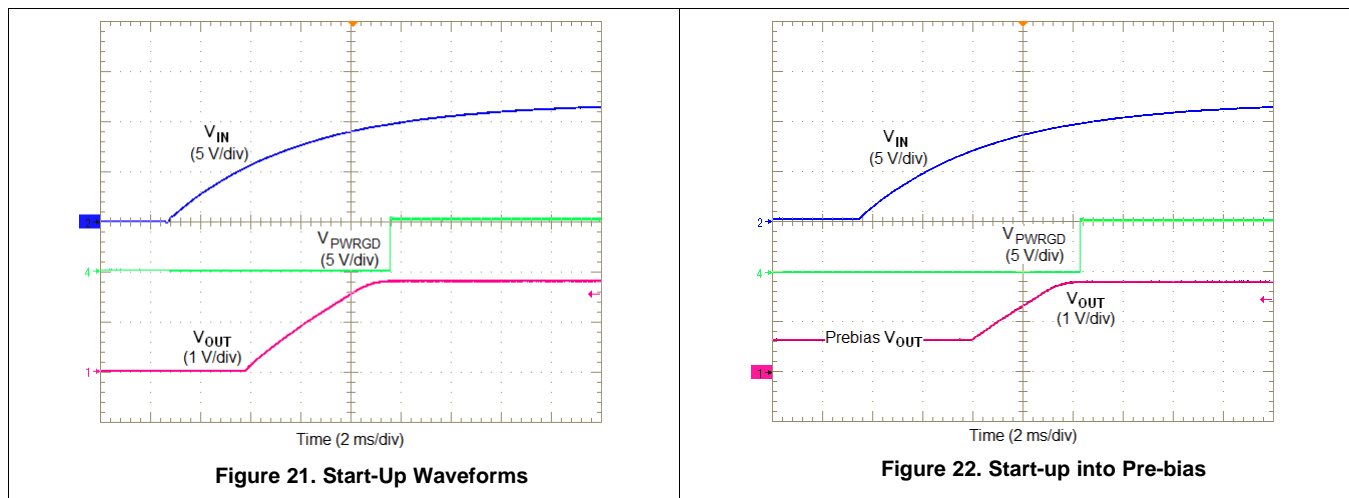 VIN
(5 V/div)
VPWRGD
(5 V/div)
4
VOUT
(1 V/div)
1
Time (2 ms/div)
Figure 21. Start-Up Waveforms
VIN
(5 V/div)
2
VPWRGD
(5 V/div)
4
VOUT
(1 V/div)
Prebias VOUT
1
Time (2 ms/div)
Figure 22. Start-up into Pre-bias